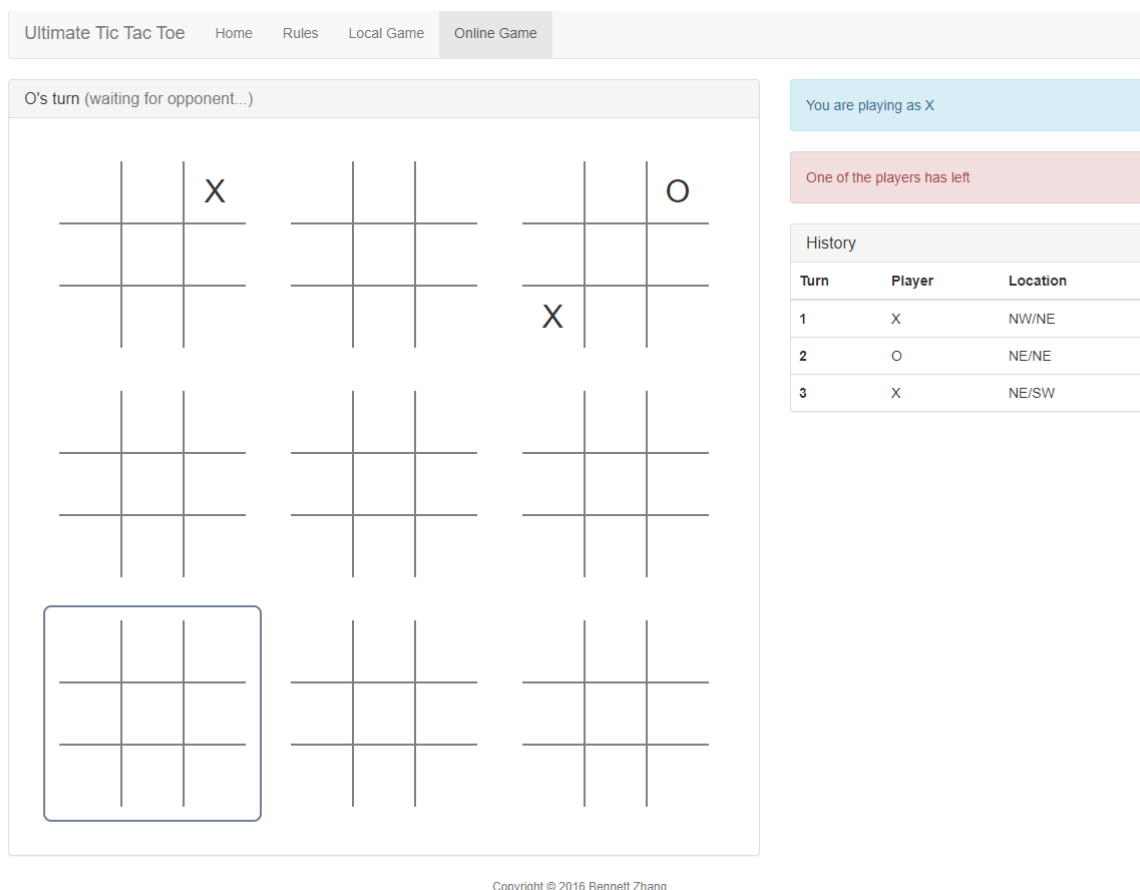 Ultimate Tic Tac Toe Home Rules Local Game Online Game
O's turn (waiting for opponent...)
X O
X
You are playing as X
One of the players has left
History
Turn Player Location
1 X NW/NE
2 O NE/NE
3 X NE/SW
Copyright © 2016 Bennett Zhang